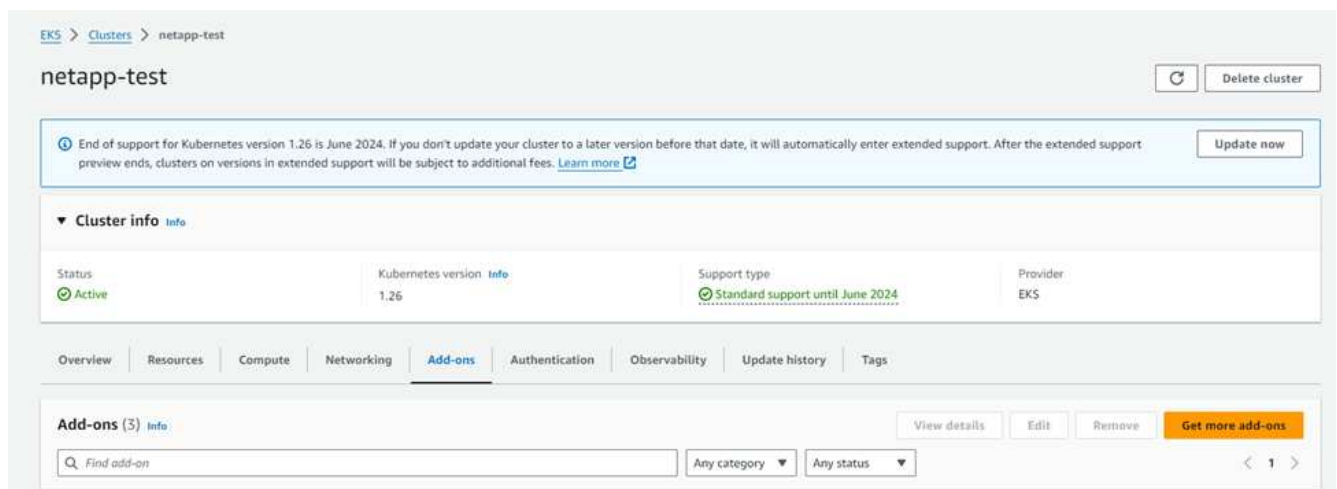 EKS > Clusters > netapp-test
netapp-test
Delete cluster
End of support for Kubernetes version 1.26 is June 2024. If you don't update your cluster to a later version before that date, it will automatically enter extended support. After the extended support
preview ends, clusters on versions in extended support will be subject to additional fees. Learn more
Update now
Cluster info Info
Status
Active
Kubernetes version Info
1.26
Support type
Standard support until June 2024
Provider
EKS
Overview Resources Compute Networking Add-ons Authentication Observability Update history Tags
Add-ons (3) Info
View details Edit Remove Get more add-ons
Find add-on
Any category Any status
< 1 >